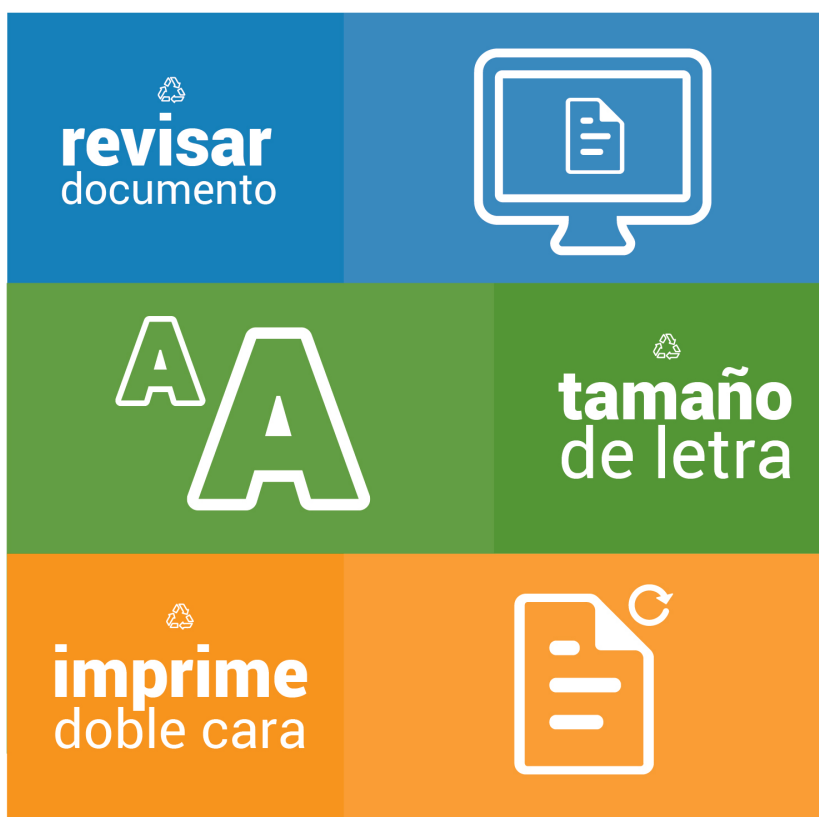 revisar
documento
A A
tamaño
de letra
imprime
doble cara